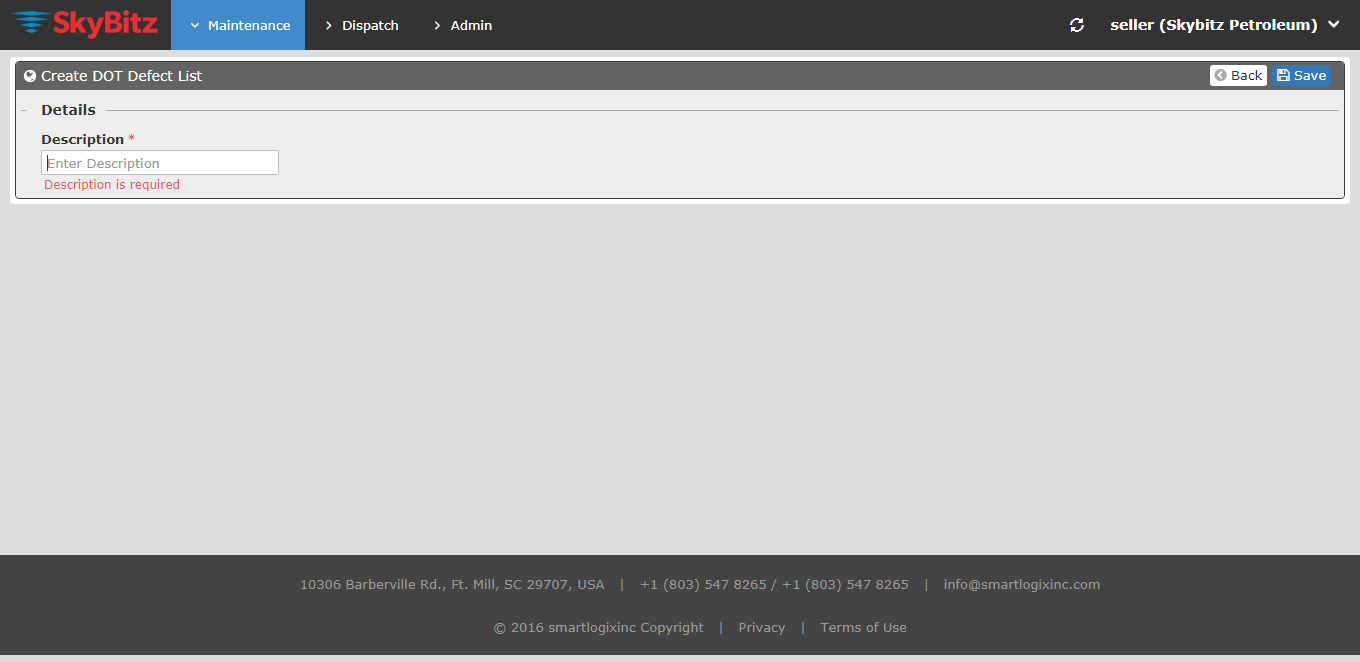 SkyBitz Maintenance Dispatch Admin seller (Skybitz Petroleum)
Create DOT Defect List Back Save
Details
Description *
Enter Description
Description is required
10306 Barberville Rd., Ft. Mill, SC 29707, USA | +1 (803) 547 8265 / +1 (803) 547 8265 | info@smartlogixinc.com
© 2016 smartlogixinc Copyright | Privacy | Terms of Use